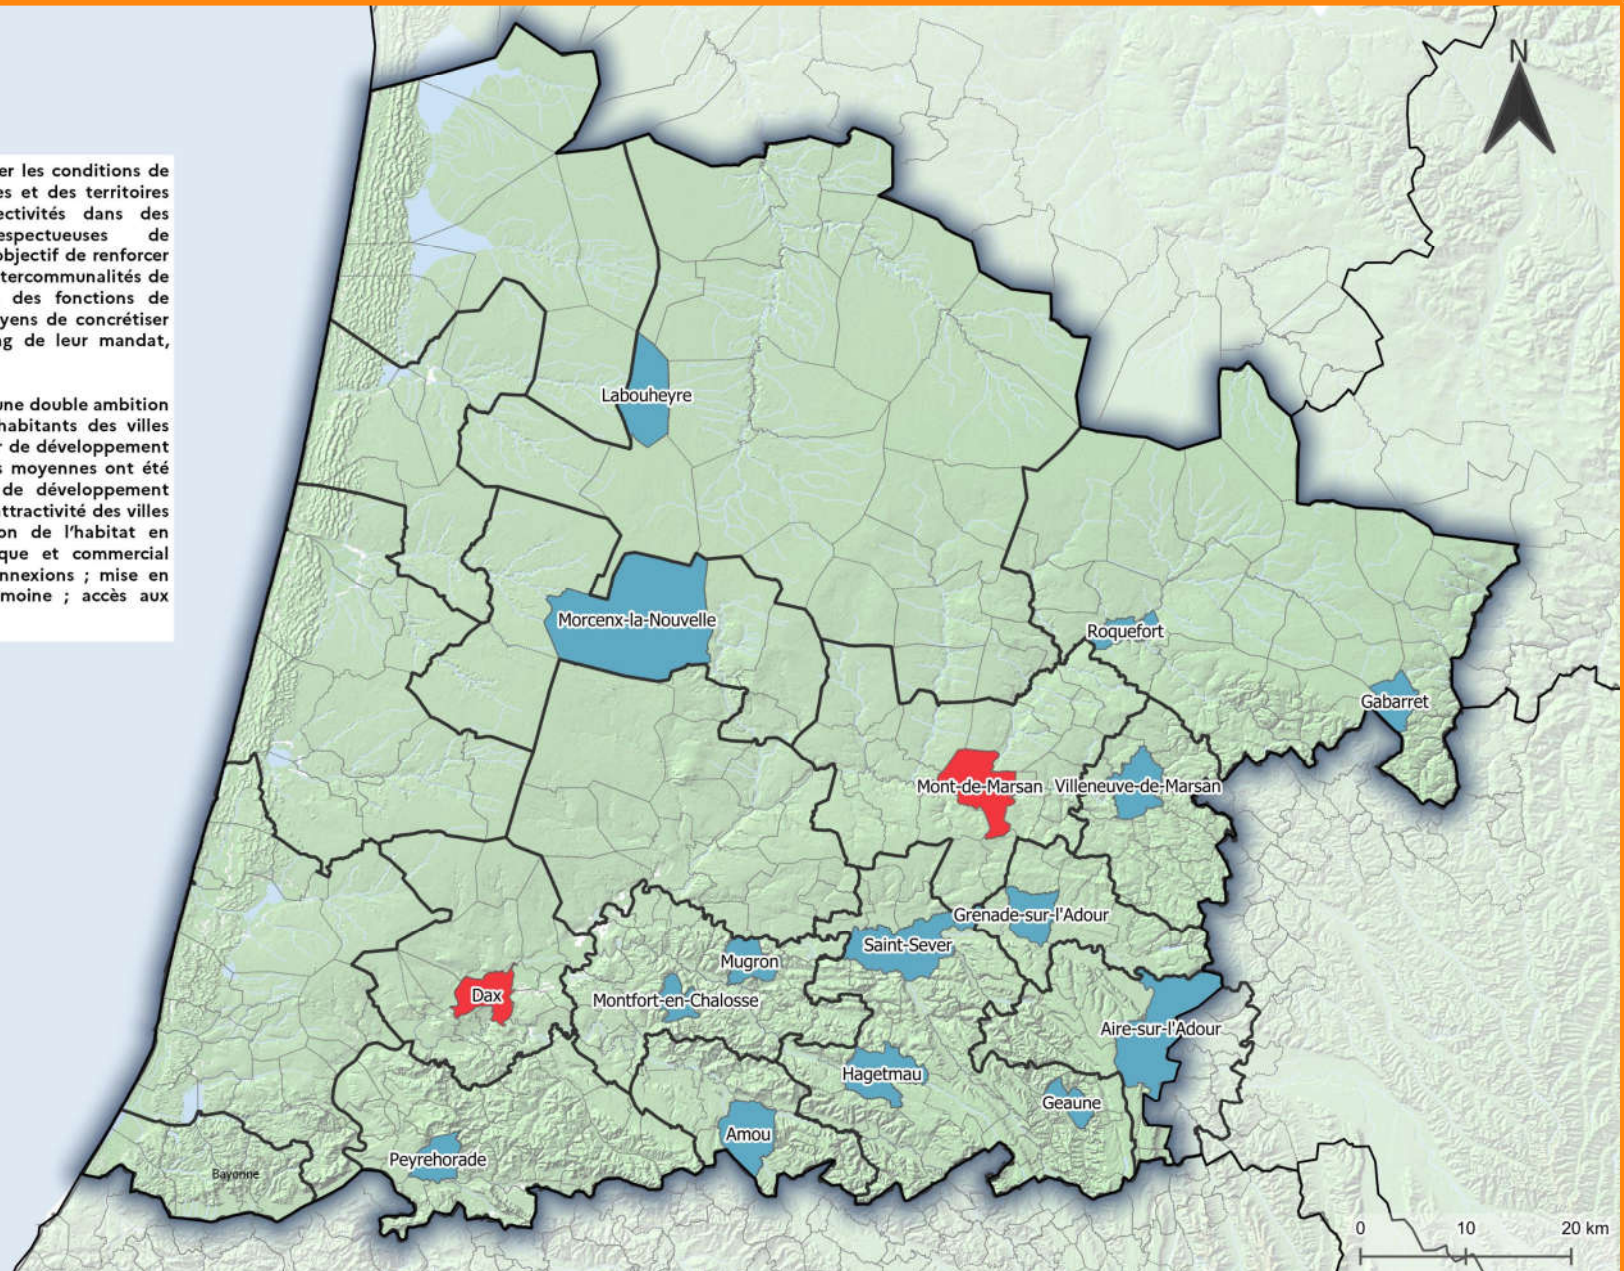 er les conditions de
es et des territoires
ectivités dans des
espectueuses de
objectif de renforcer
tercommunalités de
des fonctions de
yens de concrétiser
g de leur mandat,
une double ambition
habitants des villes
r de développement
s moyennes ont été
de développement
attractivité des villes
on de l'habitat en
que et commercial
nnexions ; mise en
moine ; accès aux
N
Labouheyre
Morcenx-la-Nouvelle
Roquefort
Gabarret
Mont-de-Marsan
Villeneuve-de-Marsan
Grenade-sur-l'Adour
Saint-Sever
Mugron
Dax
Montfort-en-Chalosse
Aire-sur-l'Adour
Hagetmau
Geaune
Amou
Peyrehorade
Bayonne
0 10 20 km